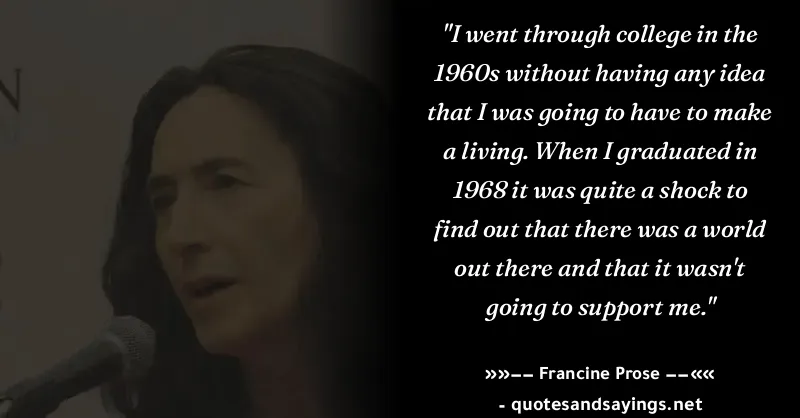 N
"I went through college in the
1960s without having any idea
that I was going to have to make
a living. When I graduated in
1968 it was quite a shock to
find out that there was a world
out there and that it wasn't
going to support me."
»»−− Francine Prose −−««
- quotesandsayings.net